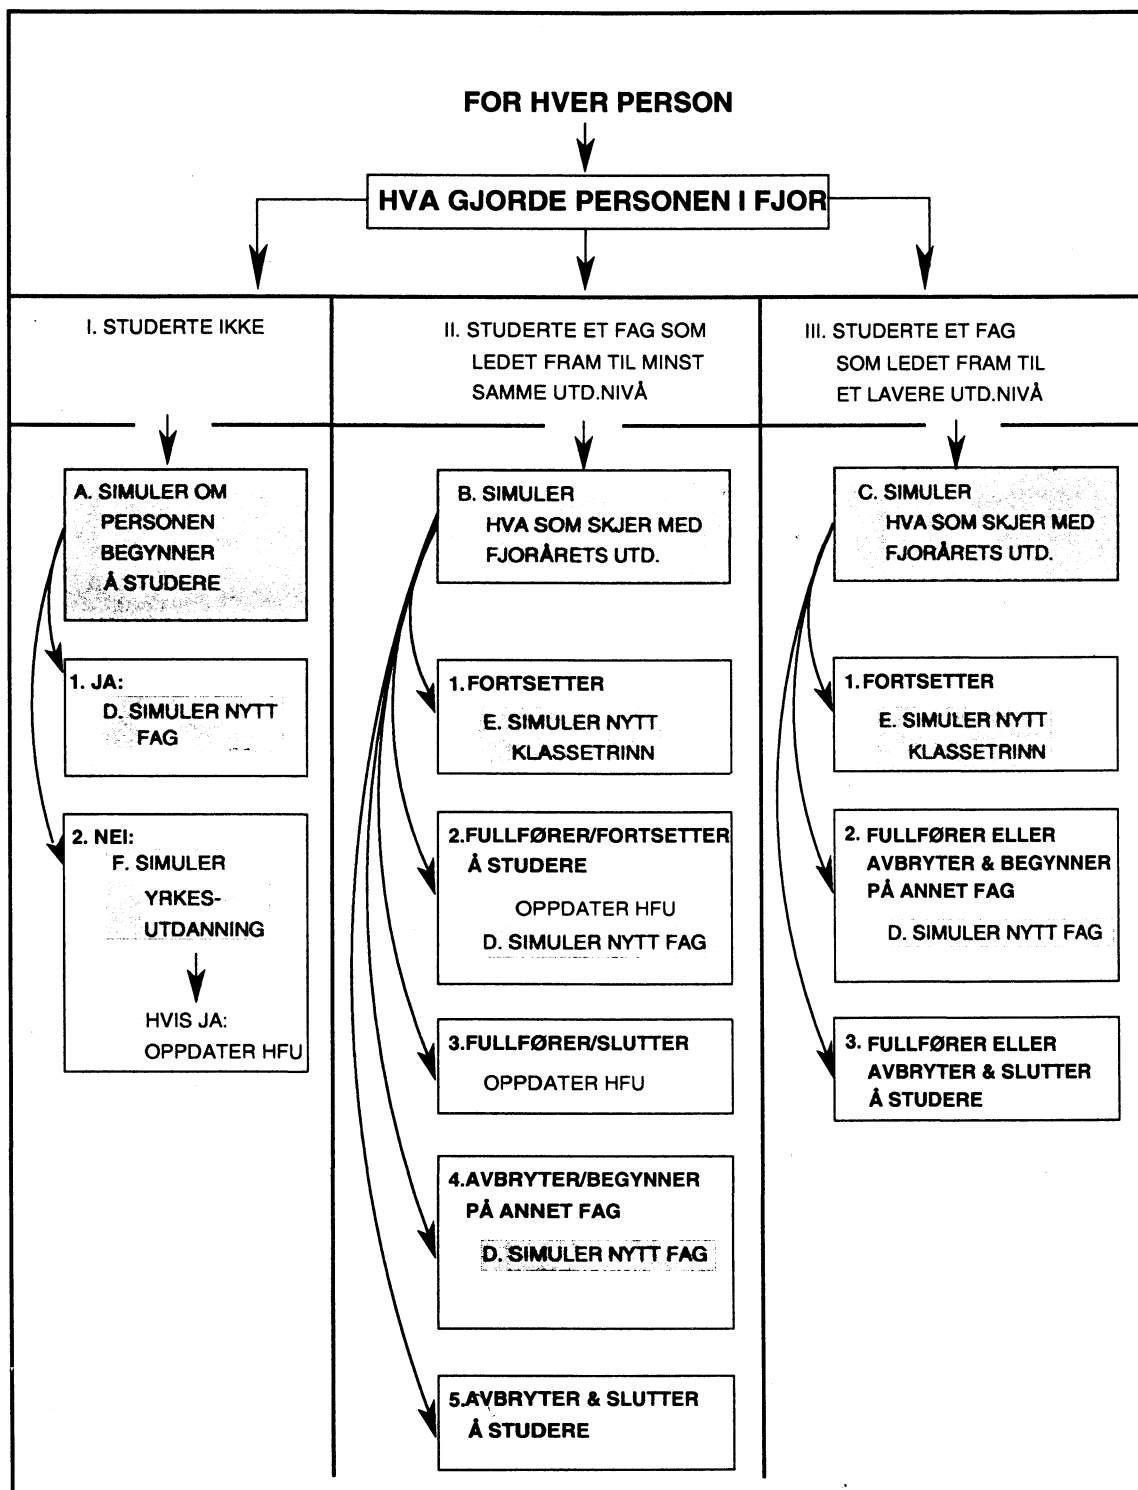 FOR HVER PERSON
HVA GJORDE PERSONEN I FJOR
I. STUDERTE IKKE
II. STUDERTE ET FAG SOM
LEDET FRAM TIL MINST
SAMME UTD.NIVÅ
III. STUDERTE ET FAG
SOM LEDET FRAM TIL
ET LAVERE UTD.NIVÅ
A. SIMULER OM
PERSONEN
BEGYNNER
Å STUDERE
1. JA:
D. SIMULER NYTT
FAG
2. NEI:
F. SIMULER
YRKES-
UTDANNING
HVIS JA:
OPPDATER HFU
B. SIMULER
HVA SOM SKJER MED
FJORÅRETS UTD.
1. FORTSETTER
E. SIMULER NYTT
KLASSETRINN
2.FULLFØRER/FORTSETTER
Å STUDERE
OPPDATER HFU
D. SIMULER NYTT FAG
3.FULLFØRER/SLUTTER
OPPDATER HFU
4.AVBRYTER/BEGYNNER
PÅ ANNET FAG
D. SIMULER NYTT FAG
5.AVBRYTER & SLUTTER
Å STUDERE
C. SIMULER
HVA SOM SKJER MED
FJORÅRETS UTD.
1. FORTSETTER
E. SIMULER NYTT
KLASSETRINN
2. FULLFØRER ELLER
AVBRYTER & BEGYNNER
PÅ ANNET FAG
D. SIMULER NYTT FAG
3. FULLFØRER ELLER
AVBRYTER & SLUTTER
Å STUDERE